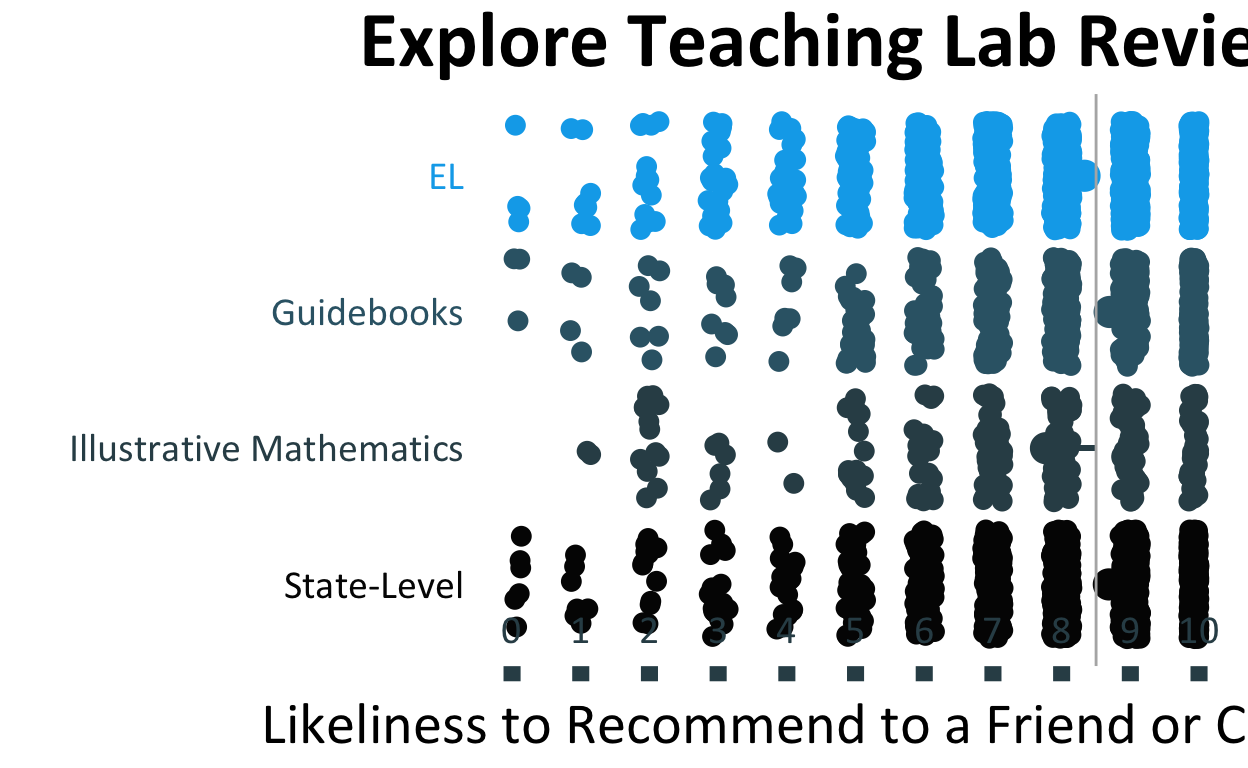 Explore Teaching Lab Revie
EL
Guidebooks
Illustrative Mathematics
State-Level
0 1 2 3 4 5 6 7 8 9 10
Likeliness to Recommend to a Friend or C